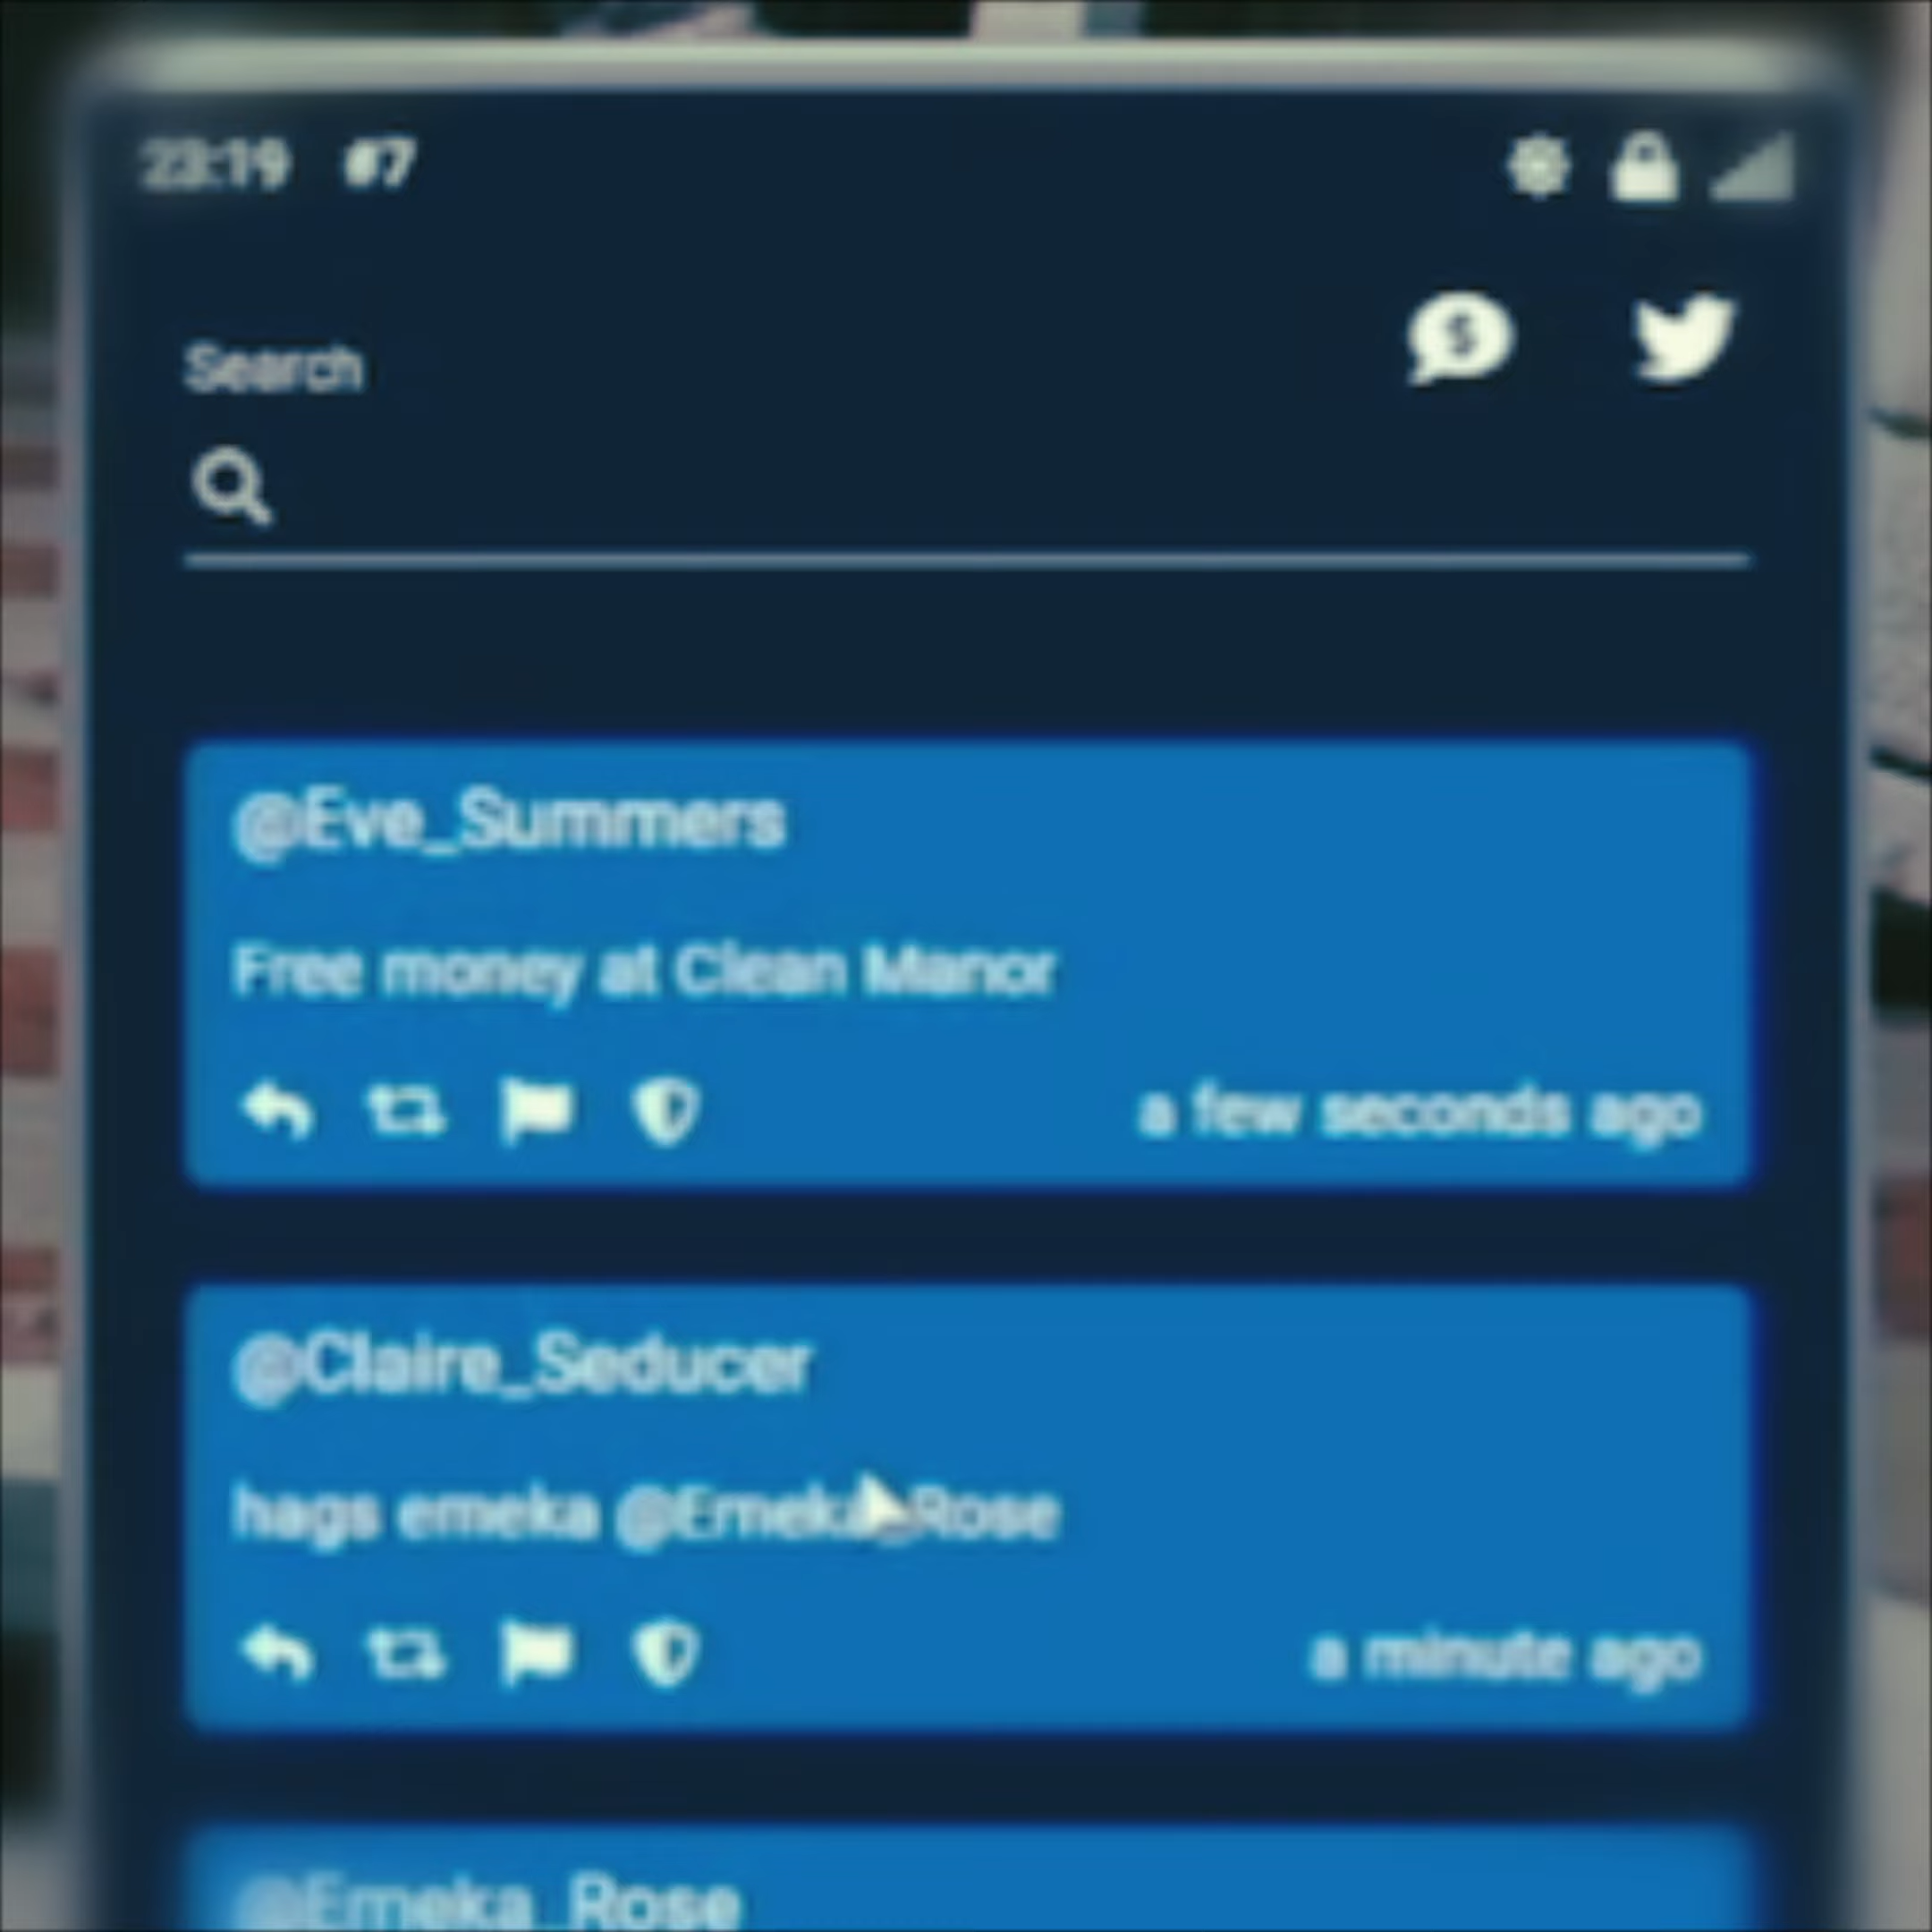 23:19 #7
Search
@Eve_Summers
Free money at Clean Manor
a few seconds ago
@Claire_Seducer
hags emeka @Emeka_Rose
a minute ago
@Emeka_Rose